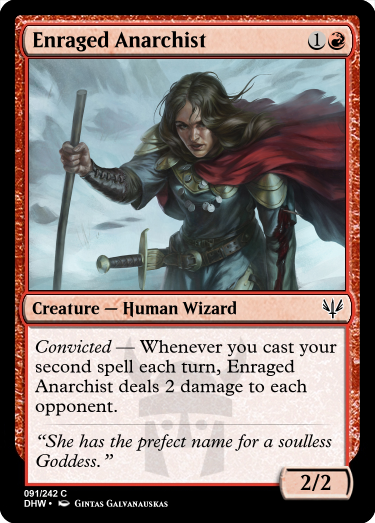 Enraged Anarchist 1
Creature — Human Wizard
Convicted — Whenever you cast your
second spell each turn, Enraged
Anarchist deals 2 damage to each
opponent.
“She has the prefect name for a soulless
Goddess.”
2/2
091/242 C
DHW • Gintas Galvanauskas